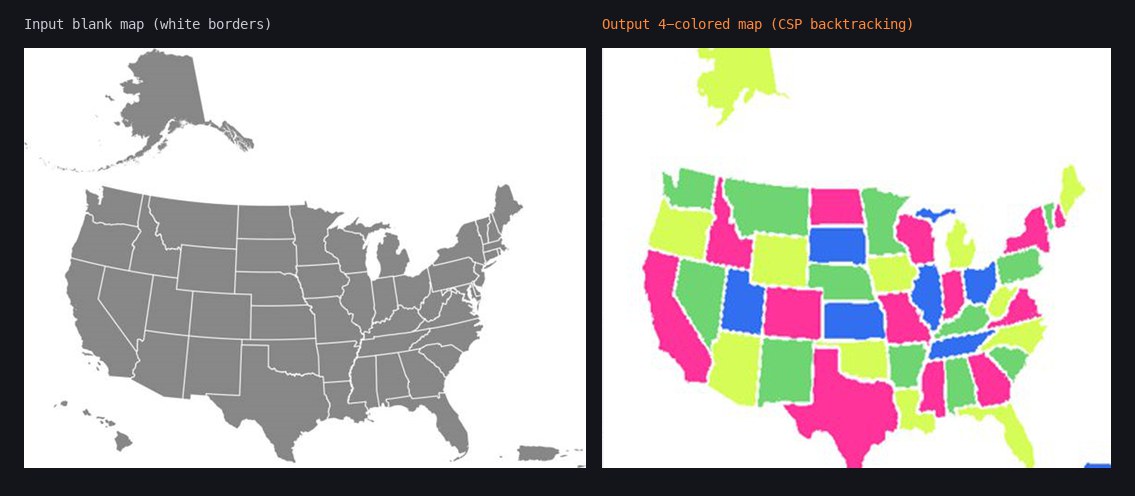 Input blank map (white borders)
Output 4–colored map (CSP backtracking)